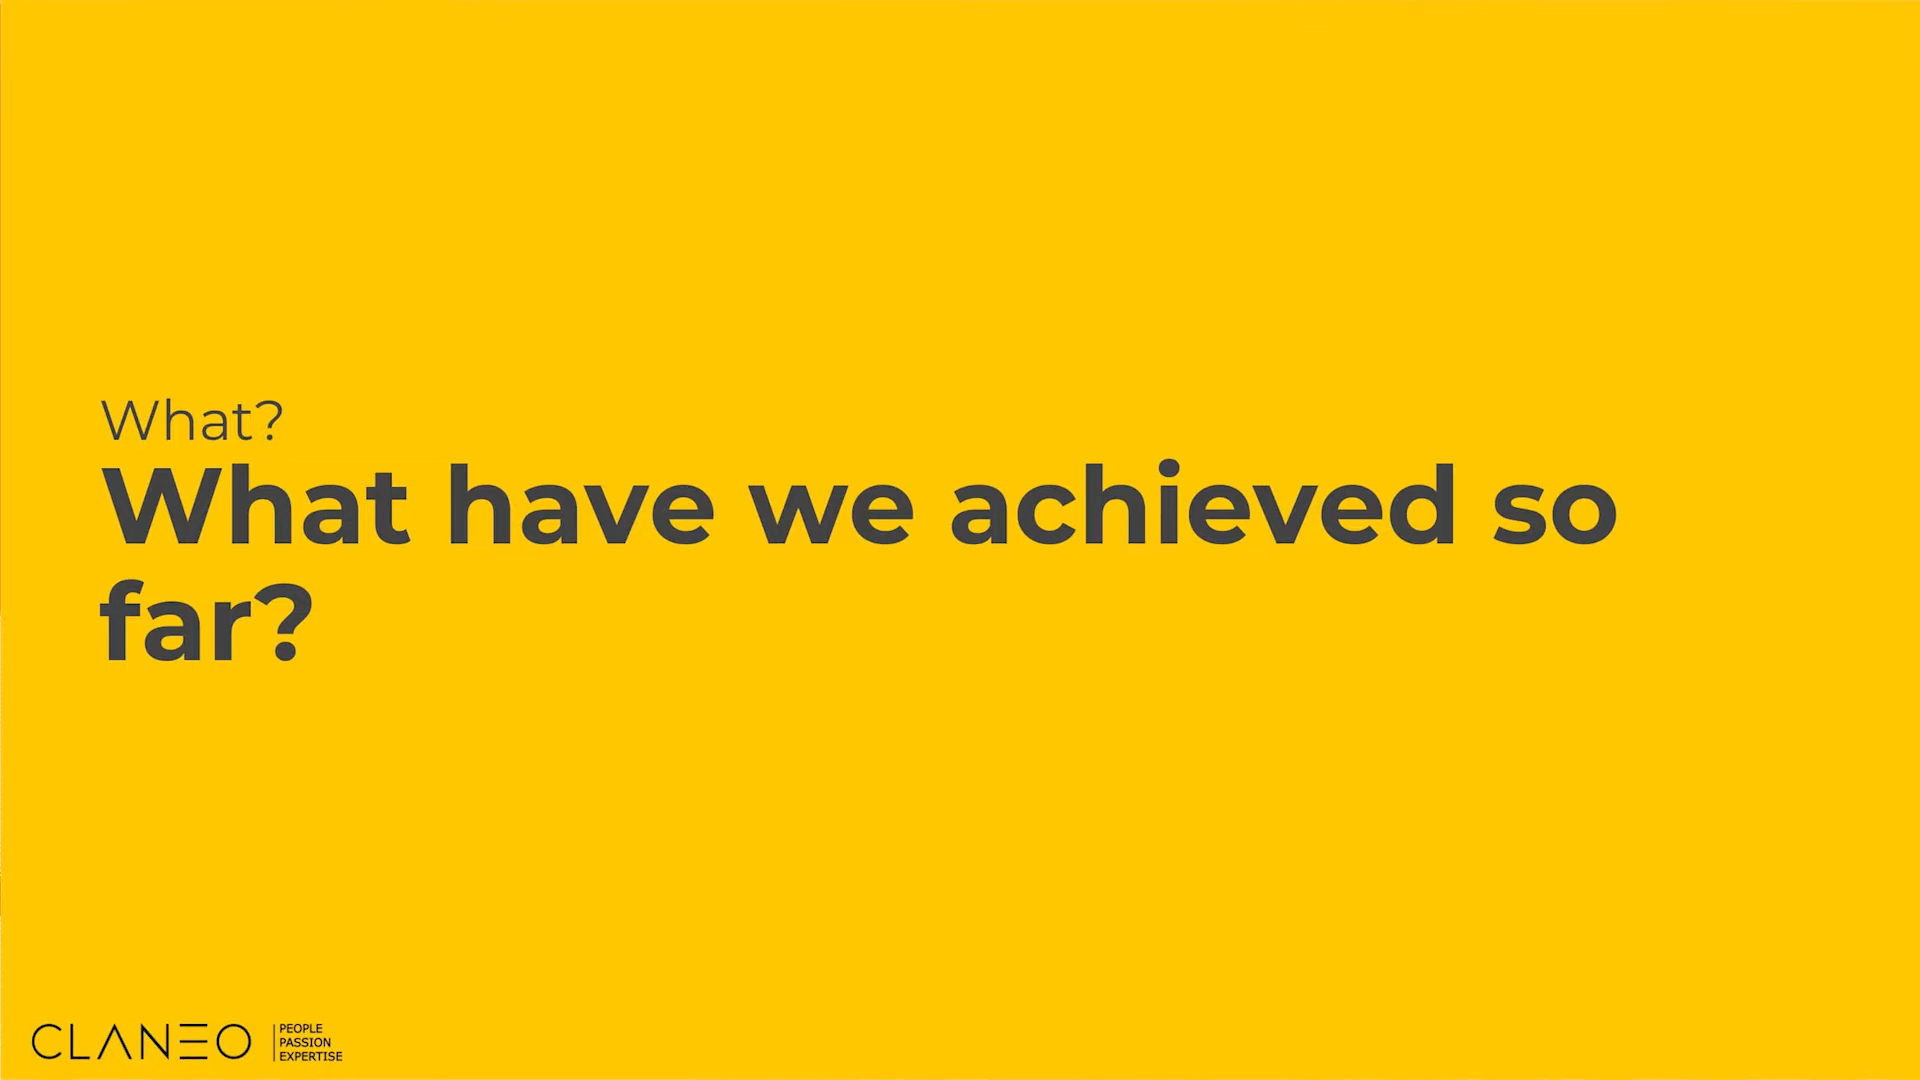 What?
What have we achieved so
far?
CLANEO
PEOPLE
PASSION
EXPERTISE